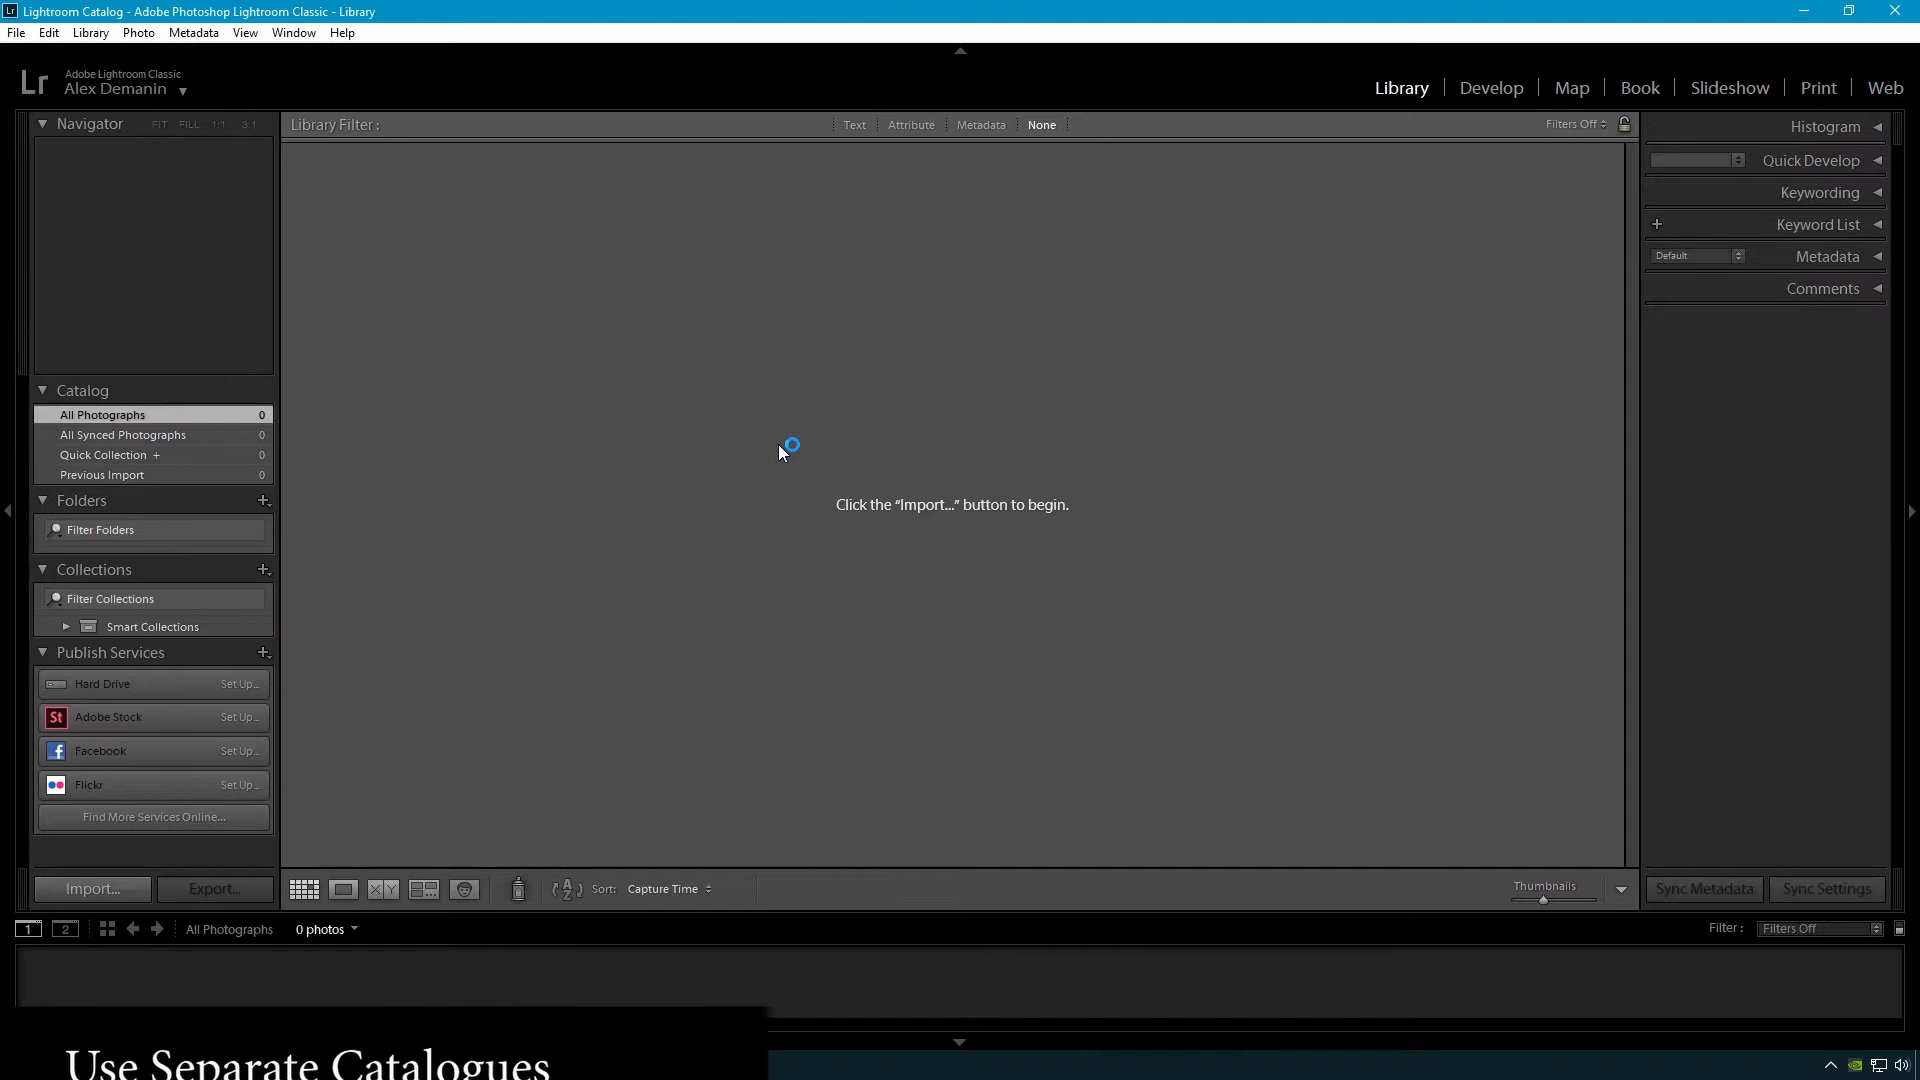 Lr Lightroom Catalog - Adobe Photoshop Lightroom Classic - Library
File Edit Library Photo Metadata View Window Help
Lr Adobe Lightroom Classic
Alex Demanin
Library Develop Map Book Slideshow Print Web
Navigator FIT FILL 1:1 3:1
Library Filter : Text Attribute Metadata None Filters Off
Histogram
Quick Develop
Keywording
Keyword List
Default Metadata
Comments
Catalog
All Photographs 0
All Synced Photographs 0
Quick Collection + 0
Previous Import 0
Folders
Filter Folders
Collections
Filter Collections
Smart Collections
Publish Services
Hard Drive Set Up...
St Adobe Stock Set Up...
f Facebook Set Up...
Flickr Set Up...
Find More Services Online...
Click the “Import...” button to begin.
Import... Export...
X Y A Z Sort: Capture Time Thumbnails
Sync Metadata Sync Settings
1 2 All Photographs 0 photos Filter : Filters Off
Use Separate Catalogues